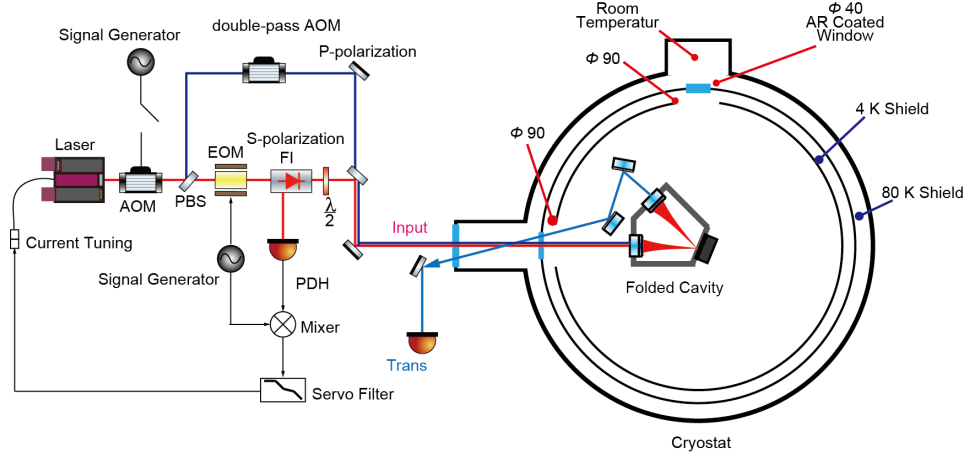 Room
Temperatur
Φ 40
AR Coated
Window
double-pass AOM
Signal Generator
P-polarization
Φ 90
4 K Shield
S-polarization
Laser
EOM
FI
Φ 90
AOM
PBS
λ
2
80 K Shield
Input
Current Tuning
Signal Generator
PDH
Folded Cavity
Mixer
Trans
Servo Filter
Cryostat